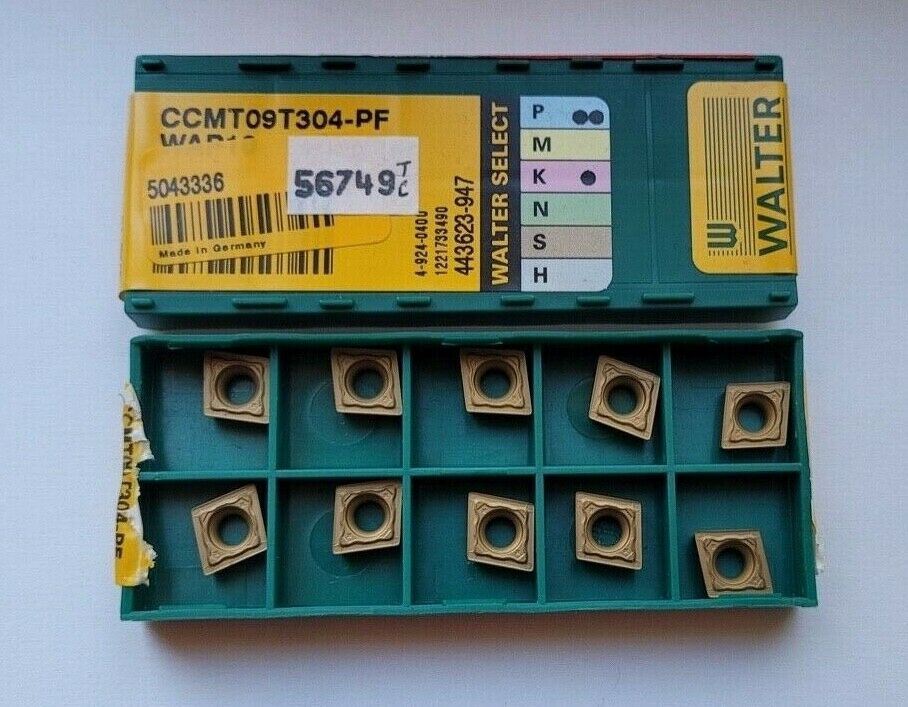 CCMT09T304-PF
5043336
56749 T/C
Made in Germany
4-924-0400
1221733490
443623-947
WALTER SELECT
P
M
K
N
S
H
W
WALTER